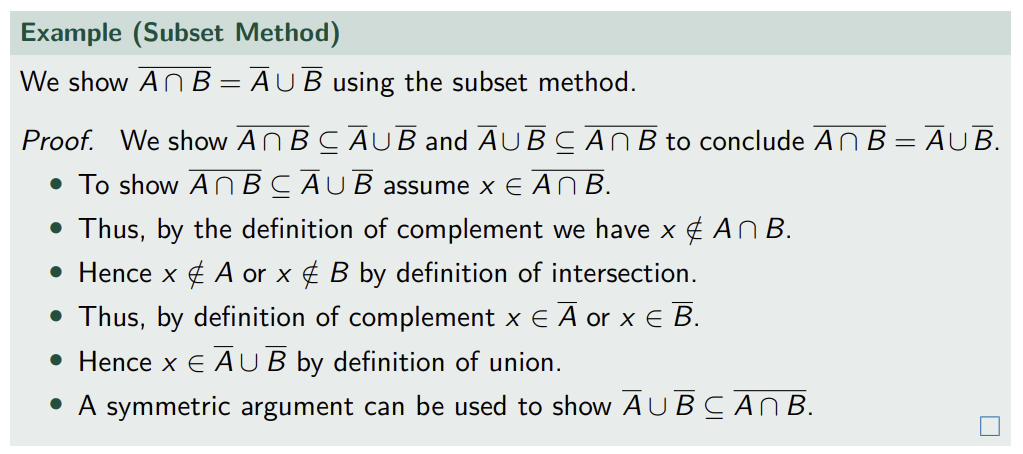 Example (Subset Method)
We show $\overline{A \cap B} = \overline{A} \cup \overline{B}$ using the subset method.
Proof. We show $\overline{A \cap B} \subseteq \overline{A} \cup \overline{B}$ and $\overline{A} \cup \overline{B} \subseteq \overline{A \cap B}$ to conclude $\overline{A \cap B} = \overline{A} \cup \overline{B}$.
• To show $\overline{A \cap B} \subseteq \overline{A} \cup \overline{B}$ assume $x \in \overline{A \cap B}$.
• Thus, by the definition of complement we have $x \notin A \cap B$.
• Hence $x \notin A$ or $x \notin B$ by definition of intersection.
• Thus, by definition of complement $x \in \overline{A}$ or $x \in \overline{B}$.
• Hence $x \in \overline{A} \cup \overline{B}$ by definition of union.
• A symmetric argument can be used to show $\overline{A} \cup \overline{B} \subseteq \overline{A \cap B}$.
□